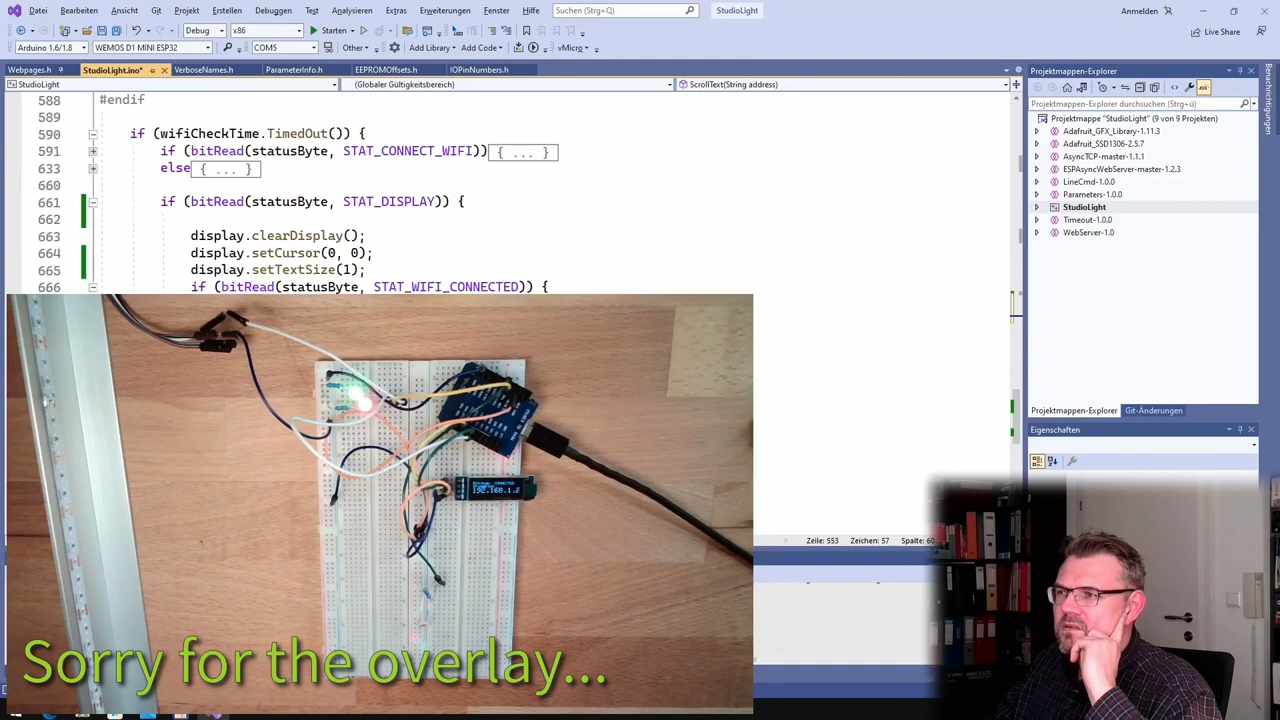 Datei Bearbeiten Ansicht Git Projekt Erstellen Debuggen Test Analysieren Extras Erweiterungen Fenster Hilfe Suchen (Strg+Q) StudioLight Anmelden
Debug x86 Starten Live Share
Arduino 1.6/1.8 WEMOS D1 MINI ESP32 COM5 Other Add Library Add Code vMicro
Webpages.h StudioLight.ino* VerboseNames.h ParameterInfo.h EEPROMOffsets.h IOPinNumbers.h
StudioLight (Globaler Gültigkeitsbereich) ScrollText(String address)
588 #endif
589
590 if (wifiCheckTime.TimedOut()) {
591 if (bitRead(statusByte, STAT_CONNECT_WIFI)) { ... }
633 else { ... }
660
661 if (bitRead(statusByte, STAT_DISPLAY)) {
662
663 display.clearDisplay();
664 display.setCursor(0, 0);
665 display.setTextSize(1);
666 if (bitRead(statusByte, STAT_WIFI_CONNECTED)) {
192.168.1.2
Sorry for the overlay...
Zeile: 553 Zeichen: 57 Spalte: 60
Projektmappen-Explorer
Projektmappen-Explorer durchsuchen (Strg+ü)
Projektmappe "StudioLight" (9 von 9 Projekten)
Adafruit_GFX_Library-1.11.3
Adafruit_SSD1306-2.5.7
AsyncTCP-master-1.1.1
ESPAsyncWebServer-master-1.2.3
LineCmd-1.0.0
Parameters-1.0.0
StudioLight
Timeout-1.0.0
WebServer-1.0
Projektmappen-Explorer Git-Änderungen
Eigenschaften
Benachrichtigungen